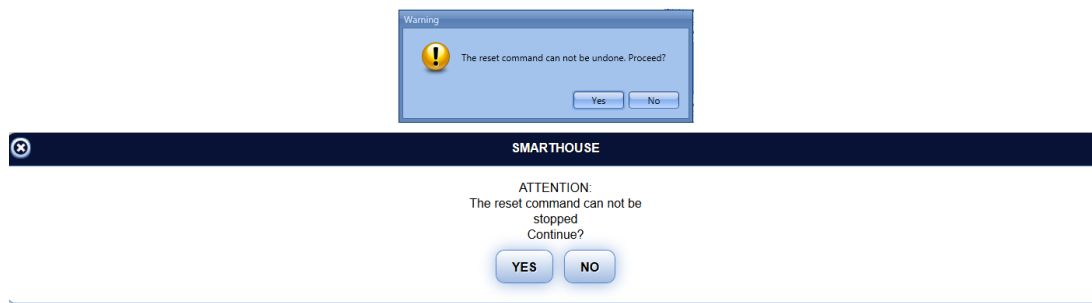 Warning
The reset command can not be undone. Proceed?
Yes No
SMARTHOUSE
ATTENTION:
The reset command can not be
stopped
Continue?
YES NO